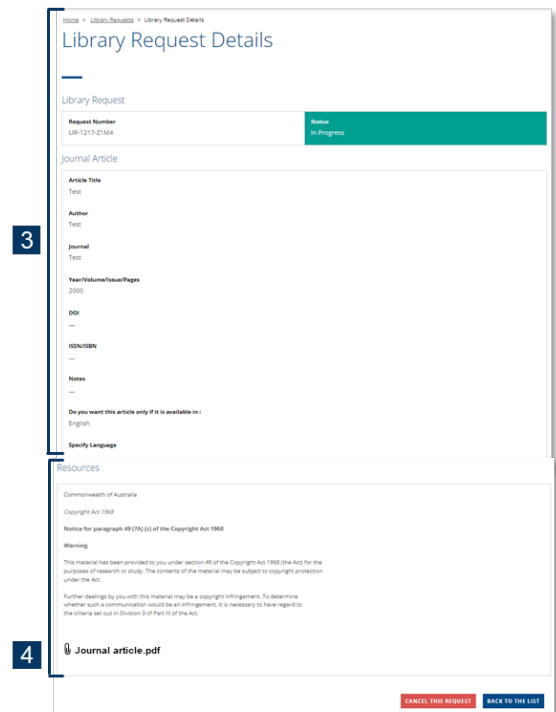 Home > Library Requests > Library Request Details
Library Request Details
Library Request
Request Number
Status
LIR-1217-Z1M4
In Progress
Journal Article
Article Title
Test
Author
Test
3
Journal
Test
Year/Volume/Issue/Pages
2000
DOI
—
ISSN/ISBN
—
Notes
—
Do you want this article only if it is available in :
English
Specify Language
Resources
Commonwealth of Australia
Copyright Act 1968
Notice for paragraph 49 (7A) (c) of the Copyright Act 1968
Warning
This material has been provided to you under section 49 of the Copyright Act 1968 (the Act) for the
purposes of research or study. The contents of the material may be subject to copyright protection
under the Act.
Further dealings by you with this material may be a copyright infringement. To determine
whether such a communication would be an infringement, it is necessary to have regard to
the criteria set out in Division 3 of Part III of the Act.
4
Journal article.pdf
CANCEL THIS REQUEST
BACK TO THE LIST